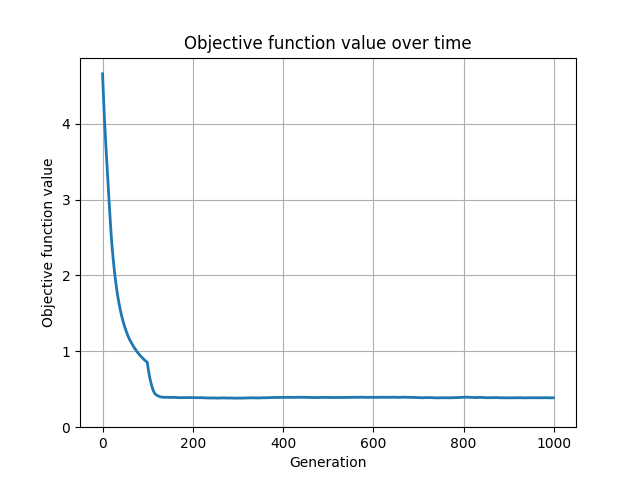 Objective function value over time
Objective function value
4
3
2
1
0
0 200 400 600 800 1000
Generation